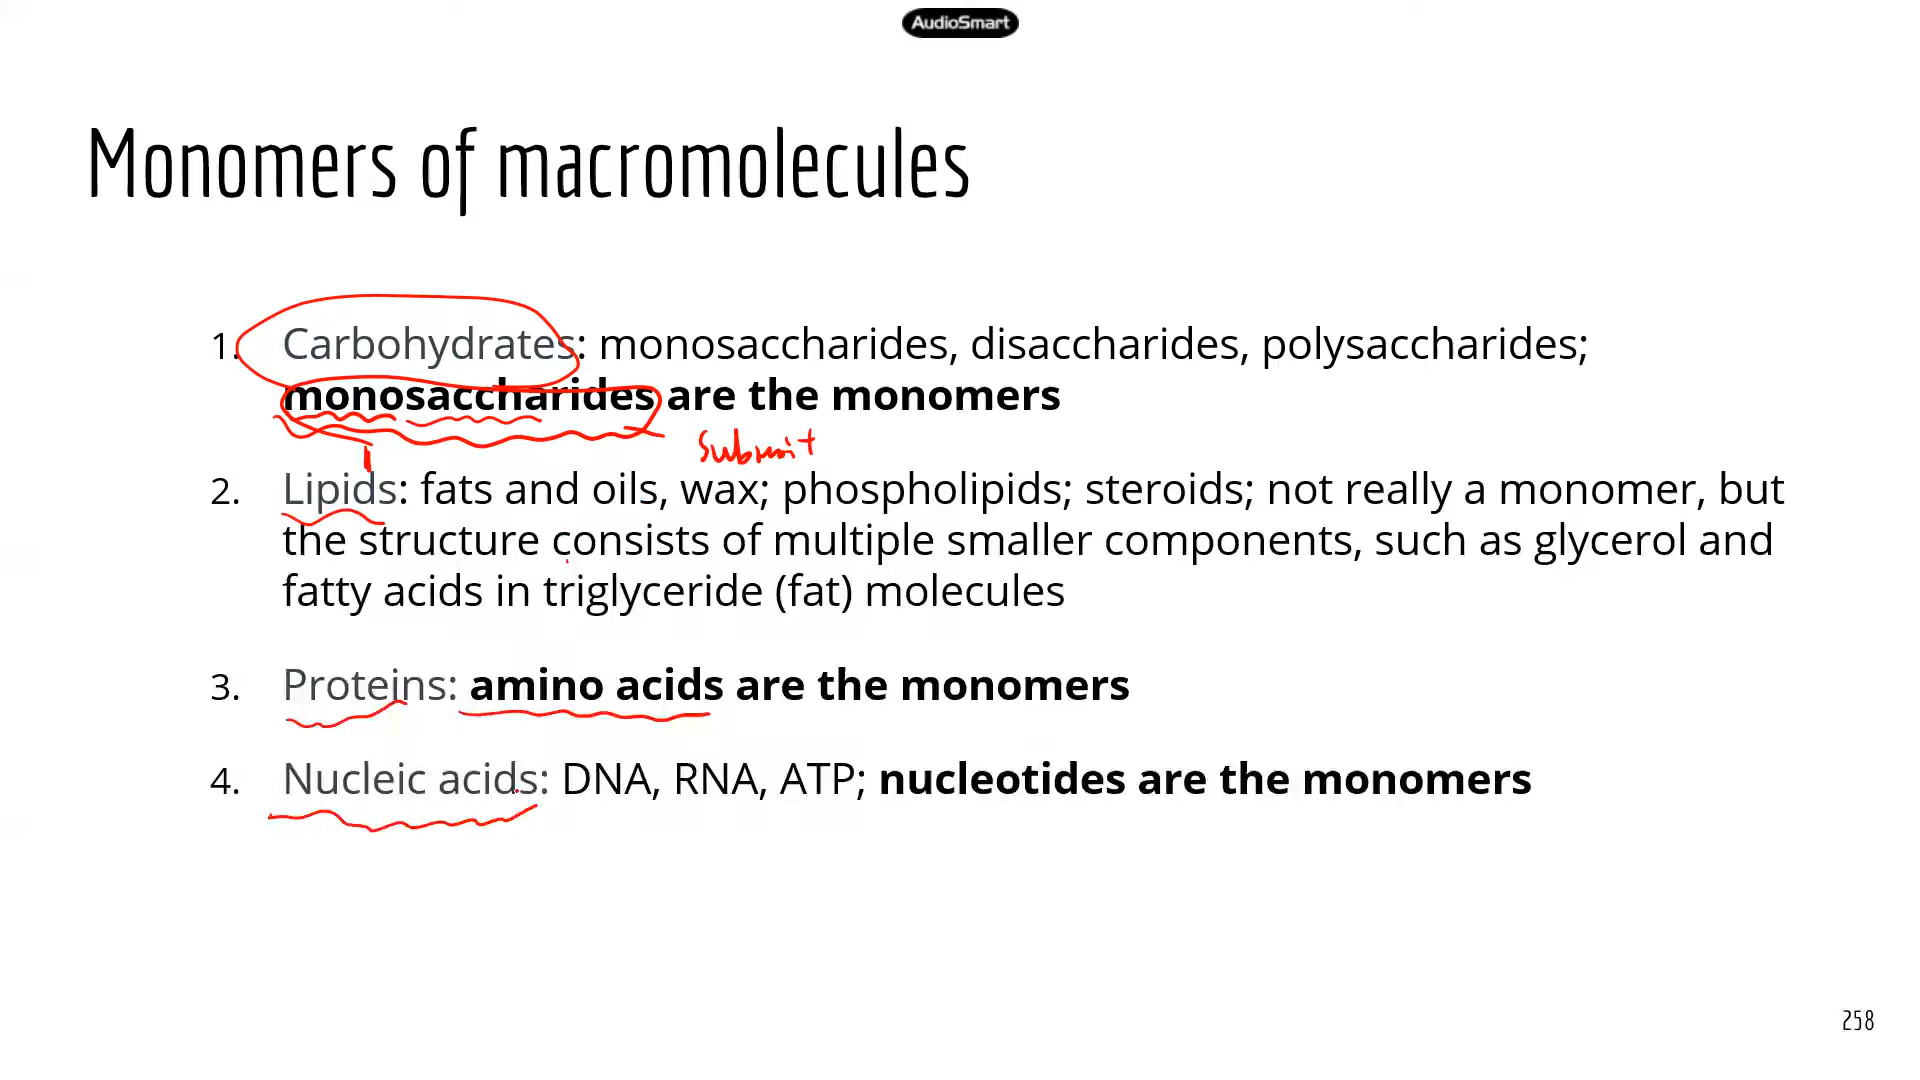 AudioSmart
Monomers of macromolecules
1. Carbohydrates: monosaccharides, disaccharides, polysaccharides;
monosaccharides are the monomers
Subunit
2. Lipids: fats and oils, wax; phospholipids; steroids; not really a monomer, but
the structure consists of multiple smaller components, such as glycerol and
fatty acids in triglyceride (fat) molecules
3. Proteins: amino acids are the monomers
4. Nucleic acids: DNA, RNA, ATP; nucleotides are the monomers
258